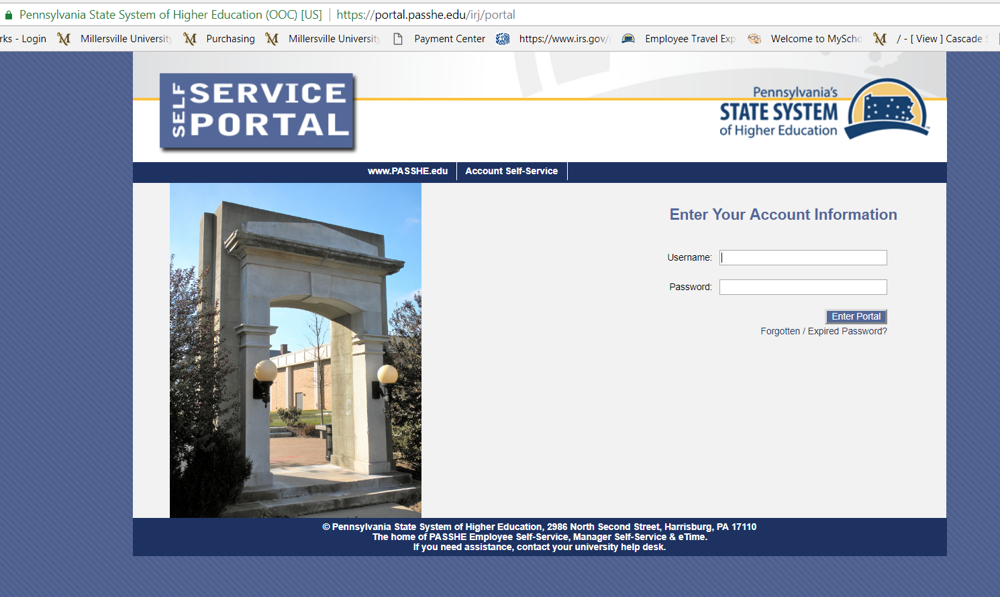 Pennsylvania State System of Higher Education (OOC) [US] https://portal.passhe.edu/irj/portal
rks - Login Millersville University Purchasing Millersville University Payment Center https://www.irs.gov/ Employee Travel Exp Welcome to MyScho / - [ View ] Cascade S
SELF SERVICE PORTAL
Pennsylvania's
STATE SYSTEM
of Higher Education
www.PASSHE.edu Account Self-Service
Enter Your Account Information
Username:
Password:
Enter Portal
Forgotten / Expired Password?
© Pennsylvania State System of Higher Education, 2986 North Second Street, Harrisburg, PA 17110
The home of PASSHE Employee Self-Service, Manager Self-Service & eTime.
If you need assistance, contact your university help desk.